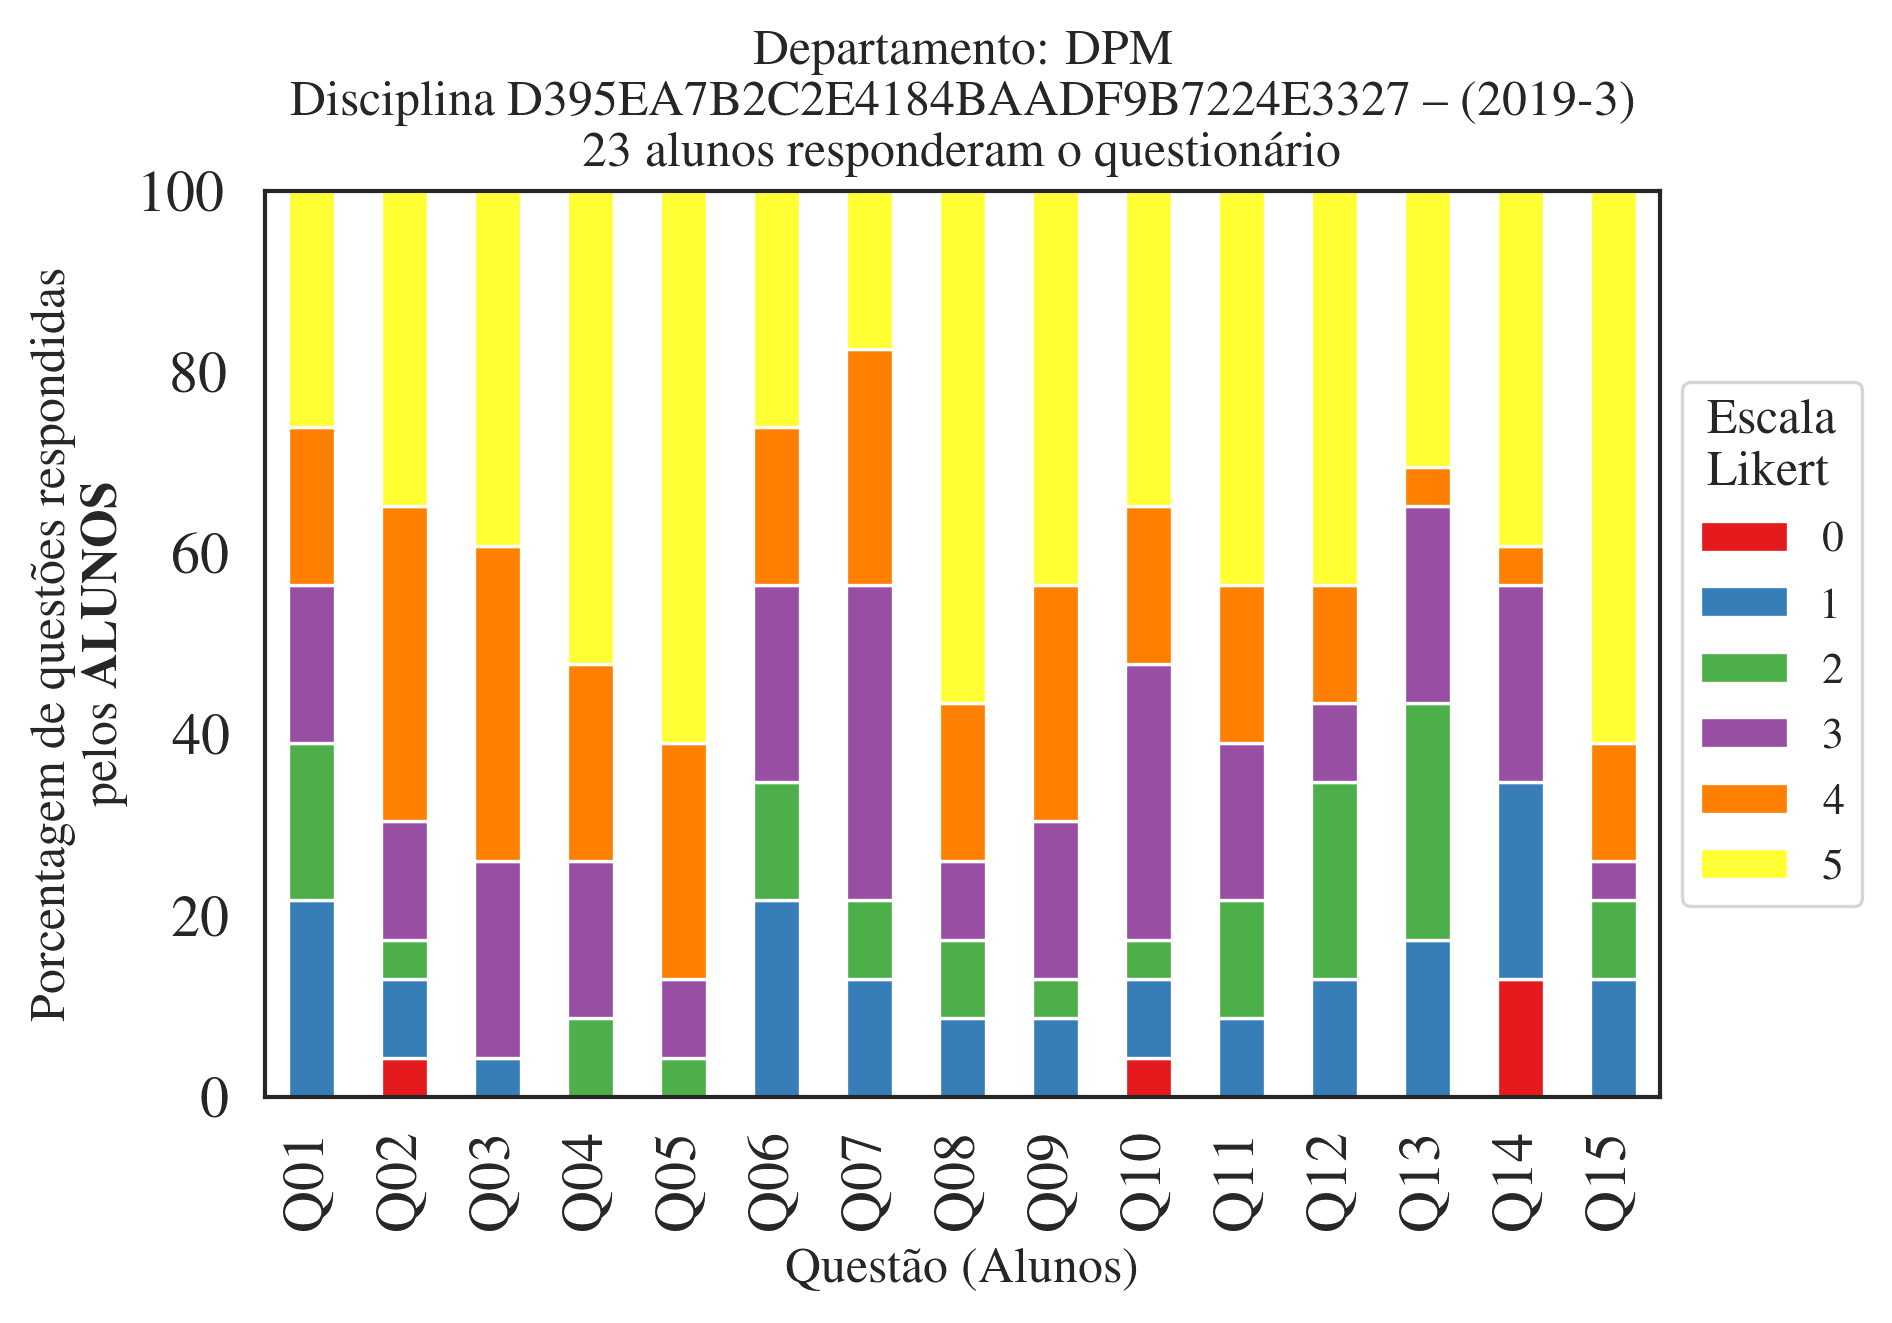 Departamento: DPM
Disciplina D395EA7B2C2E4184BAADF9B7224E3327 – (2019-3)
23 alunos responderam o questionário
Porcentagem de questões respondidas
pelos ALUNOS
100
80
60
40
20
0
Q01
Q02
Q03
Q04
Q05
Q06
Q07
Q08
Q09
Q10
Q11
Q12
Q13
Q14
Q15
Questão (Alunos)
Escala
Likert
0
1
2
3
4
5